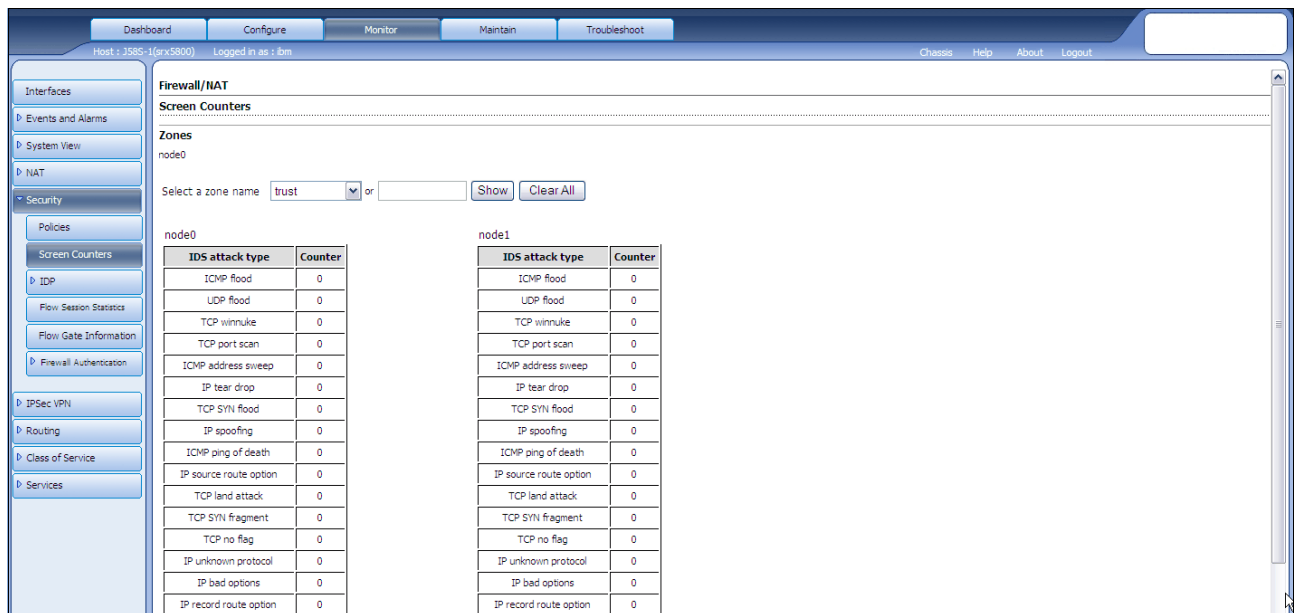 Dashboard Configure Monitor Maintain Troubleshoot
Host : J58S-1(srx5800) Logged in as : ibm Chassis Help About Logout
Interfaces
Events and Alarms
System View
NAT
Security
Policies
Screen Counters
IDP
Flow Session Statistics
Flow Gate Information
Firewall Authentication
IPSec VPN
Routing
Class of Service
Services
Firewall/NAT
Screen Counters
Zones
node0
Select a zone name trust or Show Clear All
node0
IDS attack type Counter
ICMP flood 0
UDP flood 0
TCP winnuke 0
TCP port scan 0
ICMP address sweep 0
IP tear drop 0
TCP SYN flood 0
IP spoofing 0
ICMP ping of death 0
IP source route option 0
TCP land attack 0
TCP SYN fragment 0
TCP no flag 0
IP unknown protocol 0
IP bad options 0
IP record route option 0
node1
IDS attack type Counter
ICMP flood 0
UDP flood 0
TCP winnuke 0
TCP port scan 0
ICMP address sweep 0
IP tear drop 0
TCP SYN flood 0
IP spoofing 0
ICMP ping of death 0
IP source route option 0
TCP land attack 0
TCP SYN fragment 0
TCP no flag 0
IP unknown protocol 0
IP bad options 0
IP record route option 0